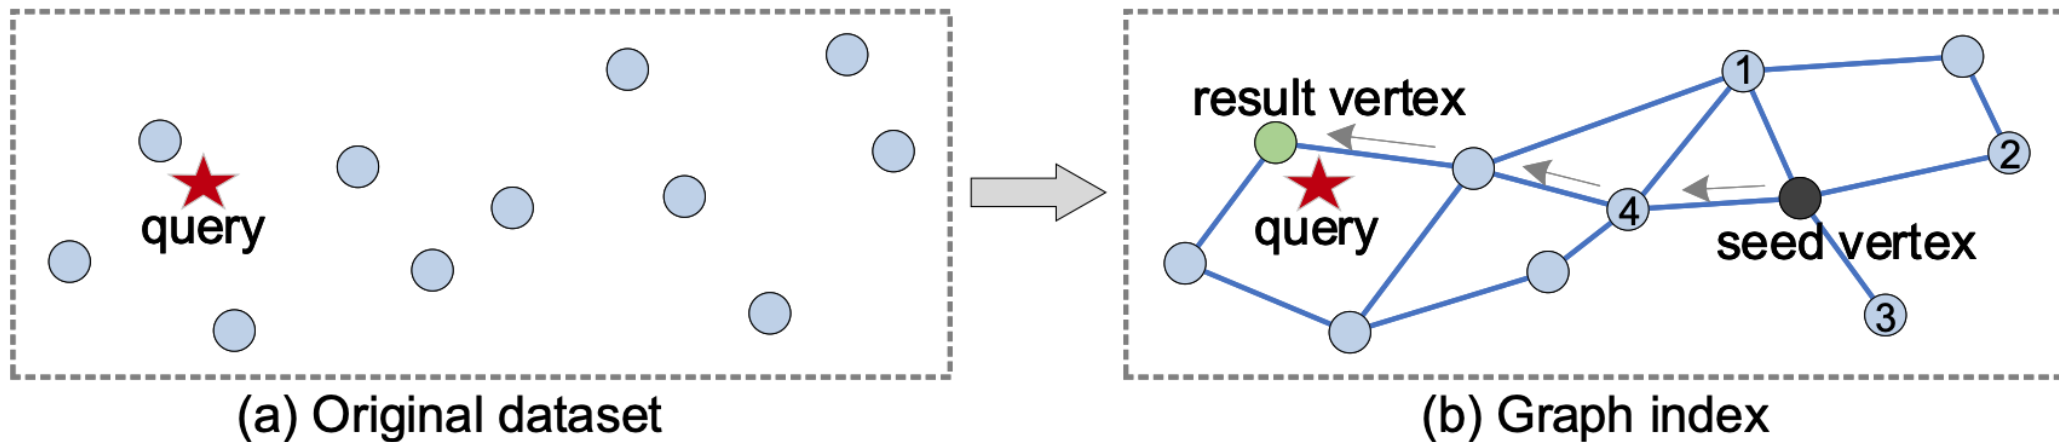 query
(a) Original dataset
result vertex
1
2
query
4
seed vertex
3
(b) Graph index